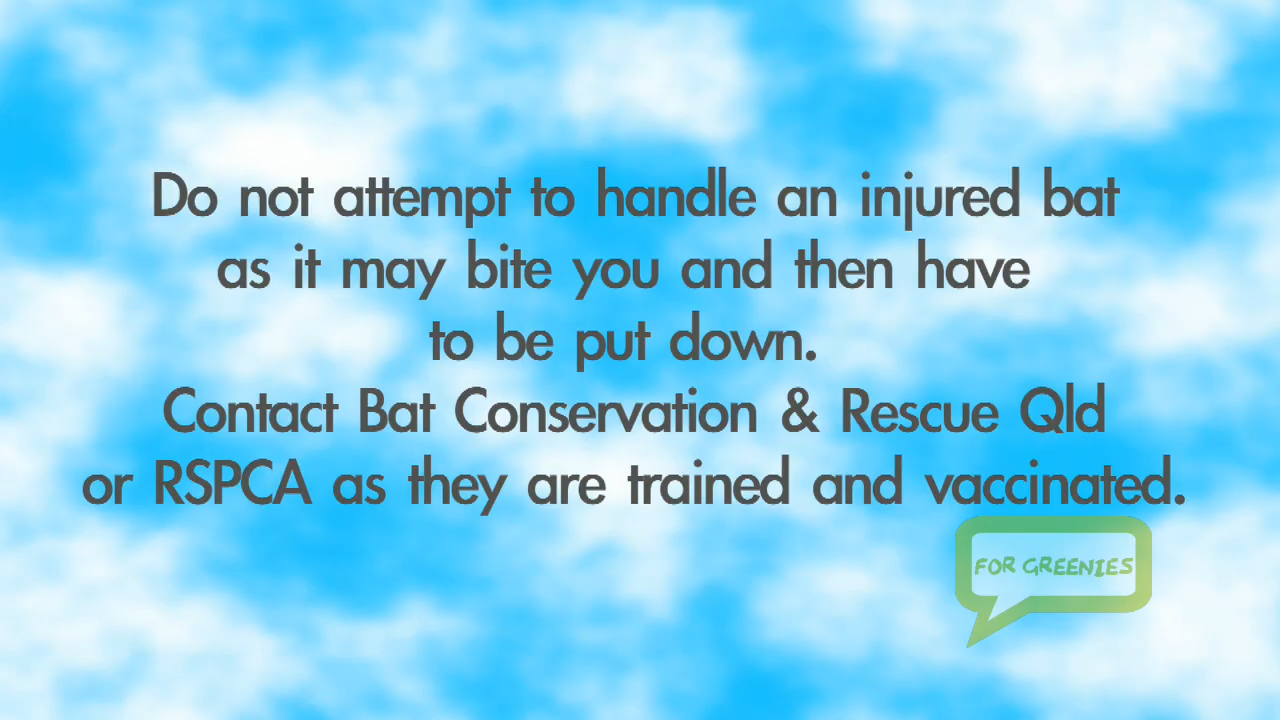 Do not attempt to handle an injured bat
as it may bite you and then have
to be put down.
Contact Bat Conservation & Rescue Qld
or RSPCA as they are trained and vaccinated.
FOR GREENIES